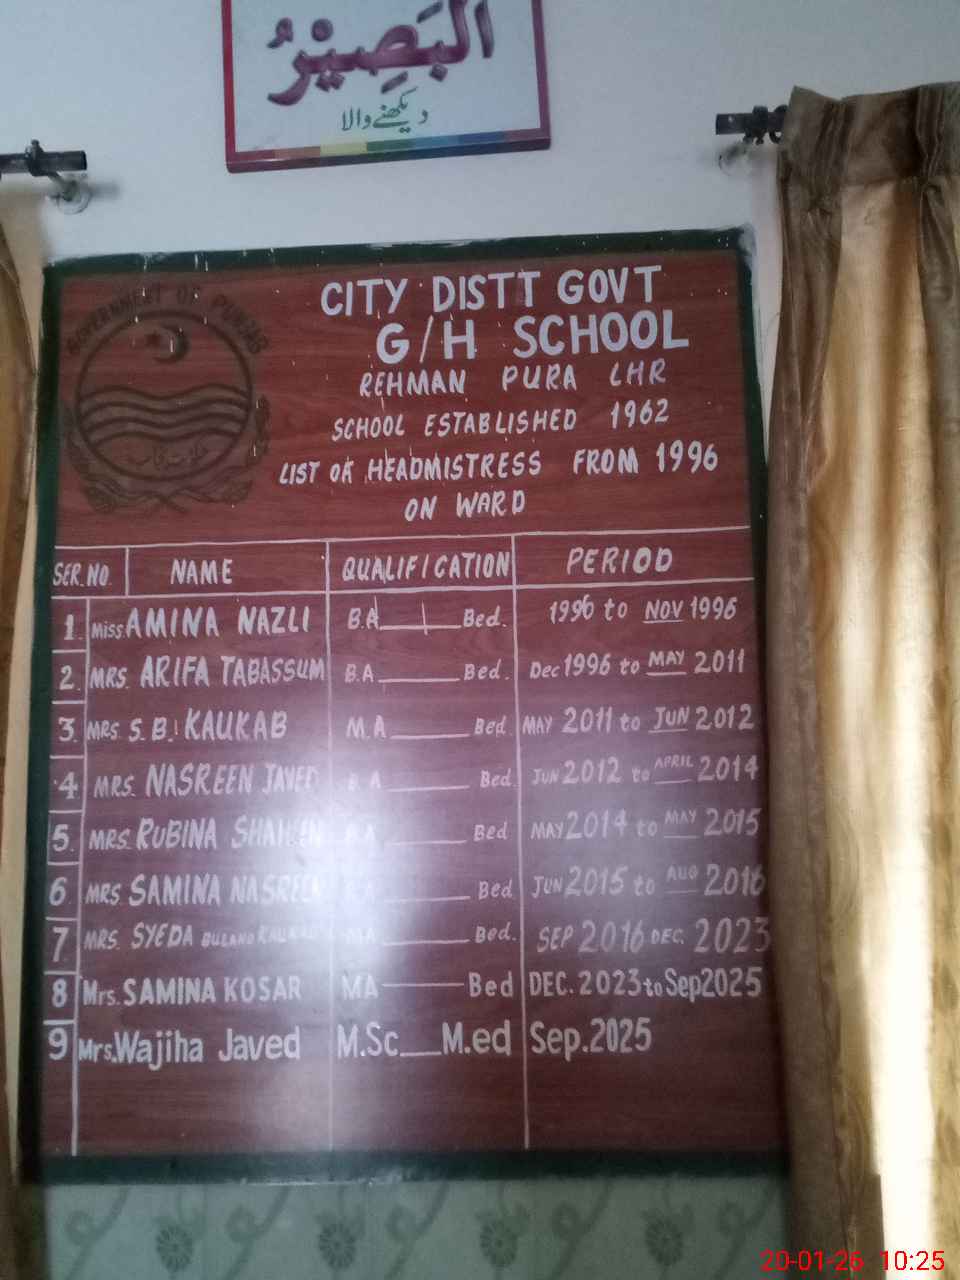 البَصِيْرُ
دیکھنے والا
GOVERNMENT OF PUNJAB
CITY DISTT GOVT
G/H SCHOOL
REHMAN PURA LHR
SCHOOL ESTABLISHED 1962
LIST OF HEADMISTRESS FROM 1996
ON WARD
SER.NO. NAME QUALIFICATION PERIOD
1. Miss AMINA NAZLI B.A Bed. 1996 to NOV 1996
2. MRS. ARIFA TABASSUM B.A Bed. Dec 1996 to MAY 2011
3. MRS. S.B. KAUKAB M.A Bed. MAY 2011 to JUN 2012
4 MRS. NASREEN JAVED B.A Bed. JUN 2012 to APRIL 2014
5. MRS. RUBINA SHAHEEN Bed MAY 2014 to MAY 2015
6 MRS. SAMINA NASREEN Bed. JUN 2015 to AUG 2016
7 MRS. SYEDA MA Bed. SEP 2016 DEC. 2023
8 Mrs. SAMINA KOSAR MA Bed DEC. 2023 to Sep 2025
9 Mrs. Wajiha Javed M.Sc M.ed Sep. 2025
20-01-26 10:25